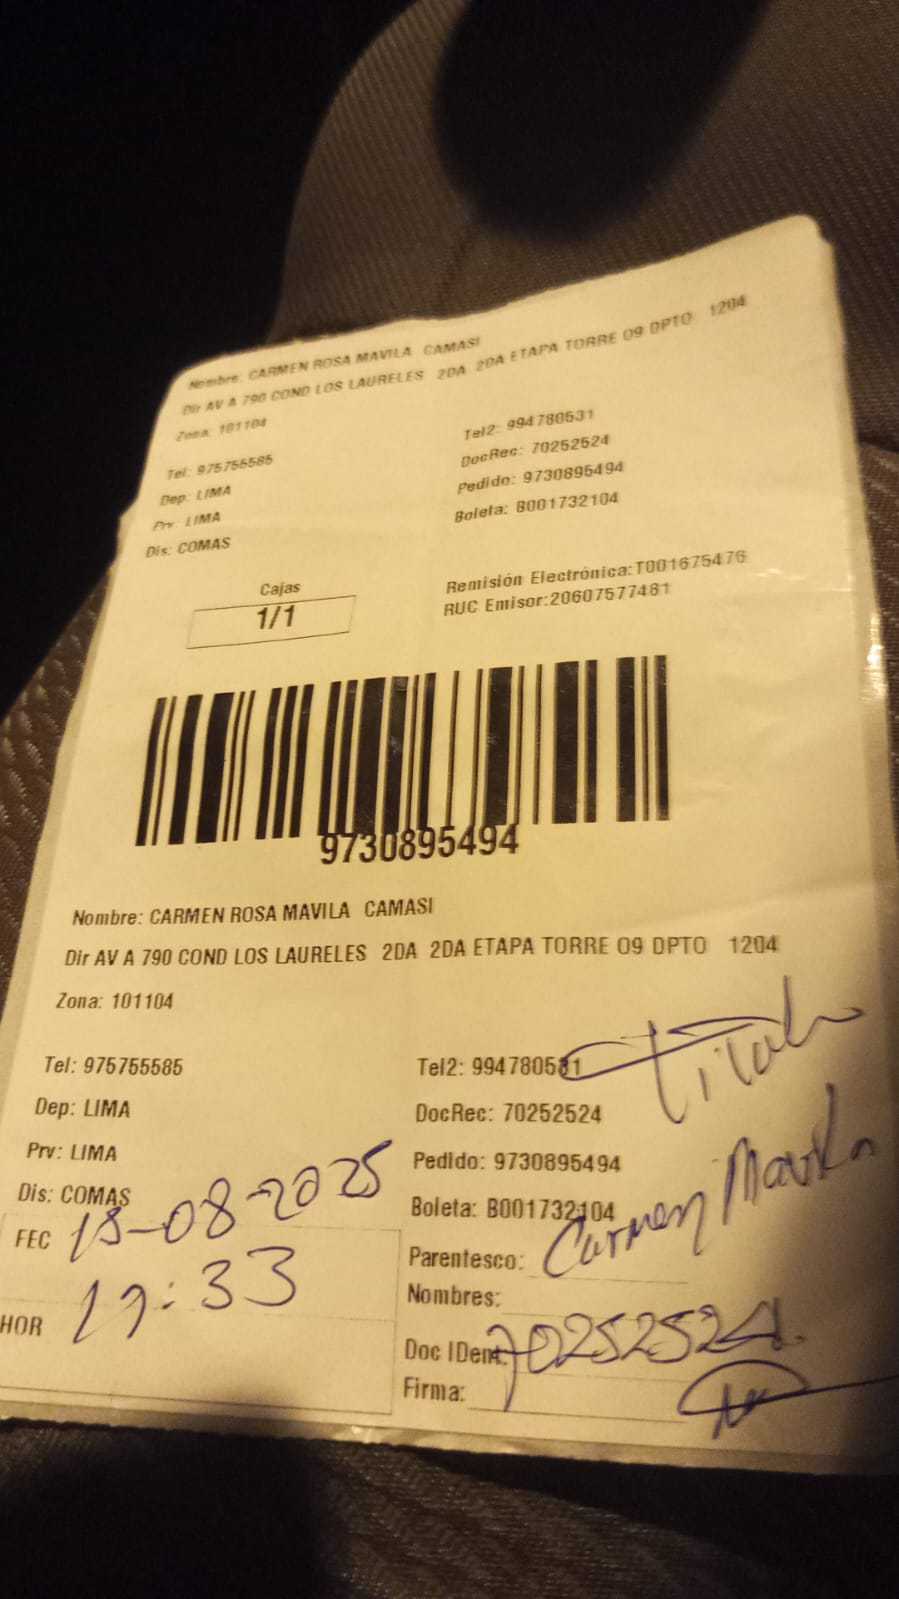 Nombre: CARMEN ROSA MAVILA CAMASI
Dir AV A 790 COND LOS LAURELES 2DA 2DA ETAPA TORRE 09 DPTO 1204
Zona: 101104
Tel: 975755585 Tel2: 994780531
Dep: LIMA DocRec: 70252524
Prv: LIMA Pedido: 9730895494
Dis: COMAS Boleta: B001732104
Cajas
1/1
Remisión Electrónica:T001675476
RUC Emisor:20607577481
9730895494
Nombre: CARMEN ROSA MAVILA CAMASI
Dir AV A 790 COND LOS LAURELES 2DA 2DA ETAPA TORRE 09 DPTO 1204
Zona: 101104
Tel: 975755585 Tel2: 994780531
Titular
Dep: LIMA DocRec: 70252524
Prv: LIMA Pedido: 9730895494
Dis: COMAS Boleta: B001732104
FEC 15-08-2025 Parentesco: Carmen Mavila
Nombres:
HOR 17:33 Doc IDent: 70252524
Firma: